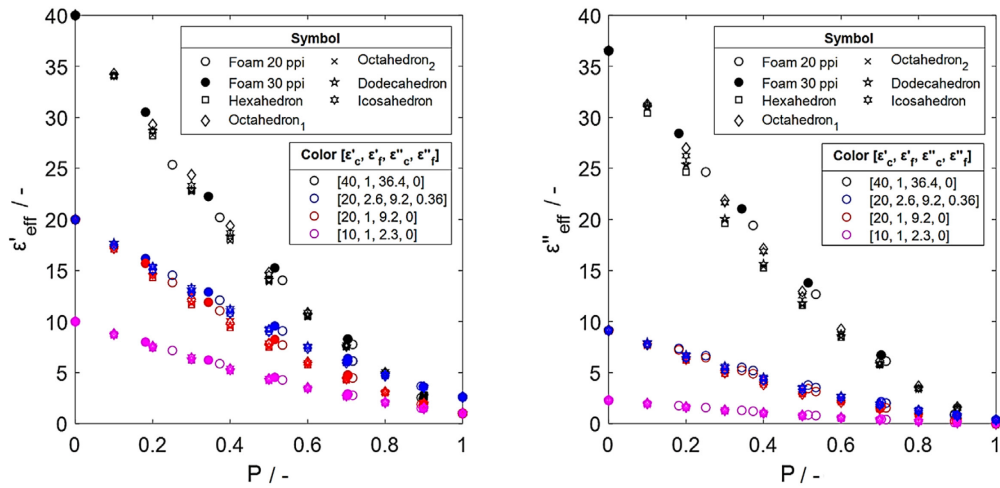 40
35
30
25
20
15
10
5
0
ε'eff / -
0
0.2
0.4
0.6
0.8
1
P / -
Symbol
Foam 20 ppi
Octahedron₂
Foam 30 ppi
Dodecahedron
Hexahedron
Icosahedron
Octahedron₁
Color [ε'c, ε'f, ε''c, ε''f]
[40, 1, 36.4, 0]
[20, 2.6, 9.2, 0.36]
[20, 1, 9.2, 0]
[10, 1, 2.3, 0]
40
35
30
25
20
15
10
5
0
ε''eff / -
0
0.2
0.4
0.6
0.8
1
P / -
Symbol
Foam 20 ppi
Octahedron₂
Foam 30 ppi
Dodecahedron
Hexahedron
Icosahedron
Octahedron₁
Color [ε'c, ε'f, ε''c, ε''f]
[40, 1, 36.4, 0]
[20, 2.6, 9.2, 0.36]
[20, 1, 9.2, 0]
[10, 1, 2.3, 0]